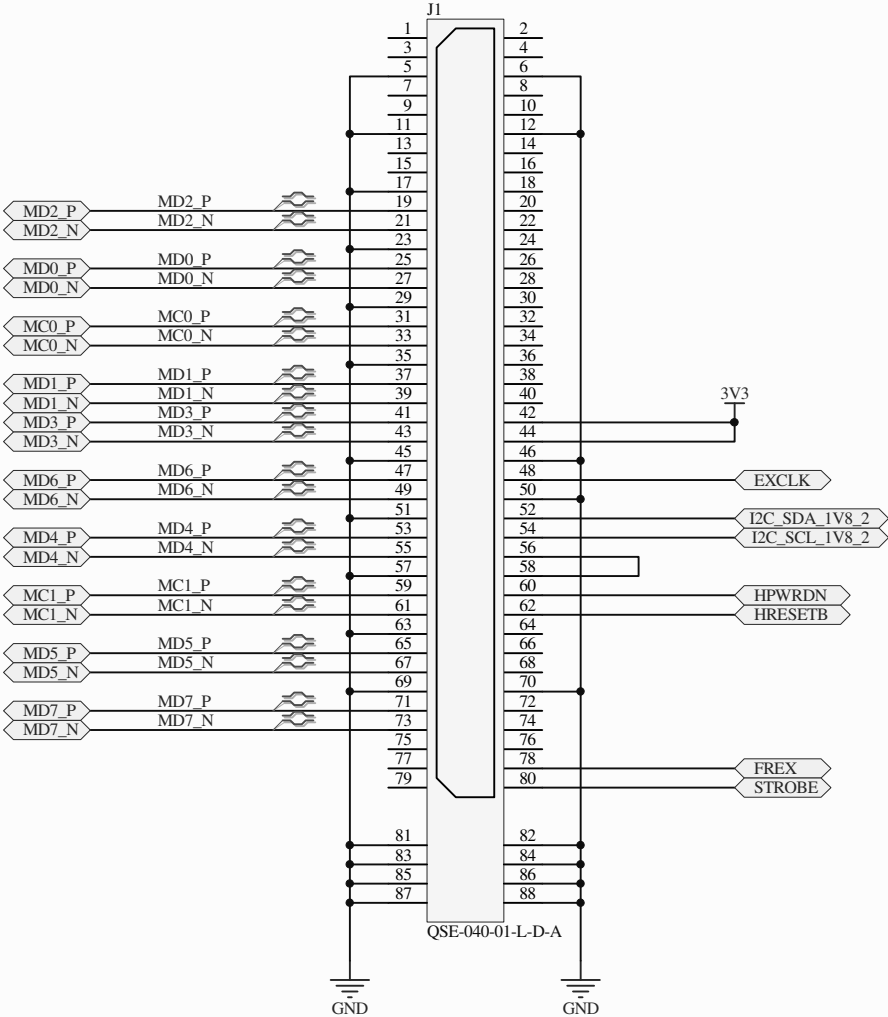 J1
1 2
3 4
5 6
7 8
9 10
11 12
13 14
15 16
17 18
MD2_P MD2_P 19 20
MD2_N MD2_N 21 22
23 24
MD0_P MD0_P 25 26
MD0_N MD0_N 27 28
29 30
MC0_P MC0_P 31 32
MC0_N MC0_N 33 34
35 36
MD1_P MD1_P 37 38
MD1_N MD1_N 39 40
3V3
MD3_P MD3_P 41 42
MD3_N MD3_N 43 44
45 46
MD6_P MD6_P 47 48 EXCLK
MD6_N MD6_N 49 50
51 52 I2C_SDA_1V8_2
MD4_P MD4_P 53 54 I2C_SCL_1V8_2
MD4_N MD4_N 55 56
57 58
MC1_P MC1_P 59 60 HPWRDN
MC1_N MC1_N 61 62 HRESETB
63 64
MD5_P MD5_P 65 66
MD5_N MD5_N 67 68
69 70
MD7_P MD7_P 71 72
MD7_N MD7_N 73 74
75 76
77 78 FREX
79 80 STROBE
81 82
83 84
85 86
87 88
QSE-040-01-L-D-A
GND GND